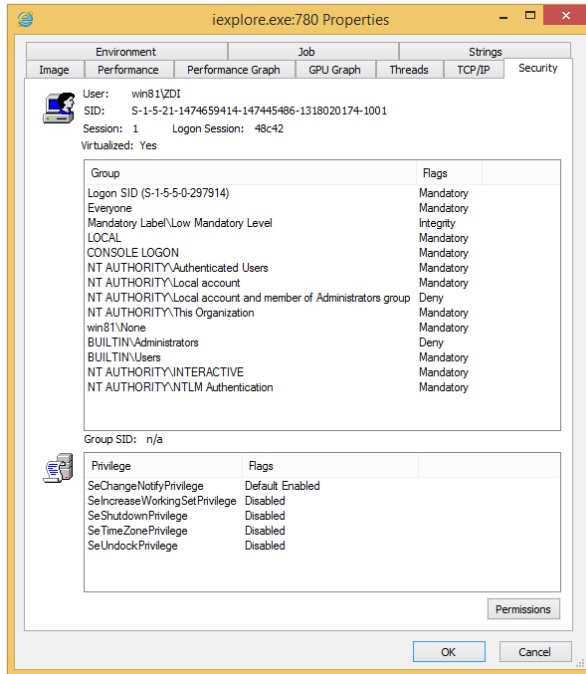 iexplore.exe:780 Properties
Environment Job Strings
Image Performance Performance Graph GPU Graph Threads TCP/IP Security
User: win81\ZDI
SID: S-1-5-21-1474659414-147445486-1318020174-1001
Session: 1 Logon Session: 48c42
Virtualized: Yes
Group Flags
Logon SID (S-1-5-5-0-297914) Mandatory
Everyone Mandatory
Mandatory Label\Low Mandatory Level Integrity
LOCAL Mandatory
CONSOLE LOGON Mandatory
NT AUTHORITY\Authenticated Users Mandatory
NT AUTHORITY\Local account Mandatory
NT AUTHORITY\Local account and member of Administrators group Deny
NT AUTHORITY\This Organization Mandatory
win81\None Mandatory
BUILTIN\Administrators Deny
BUILTIN\Users Mandatory
NT AUTHORITY\INTERACTIVE Mandatory
NT AUTHORITY\NTLM Authentication Mandatory
Group SID: n/a
Privilege Flags
SeChangeNotifyPrivilege Default Enabled
SeIncreaseWorkingSetPrivilege Disabled
SeShutdownPrivilege Disabled
SeTimeZonePrivilege Disabled
SeUndockPrivilege Disabled
Permissions
OK Cancel